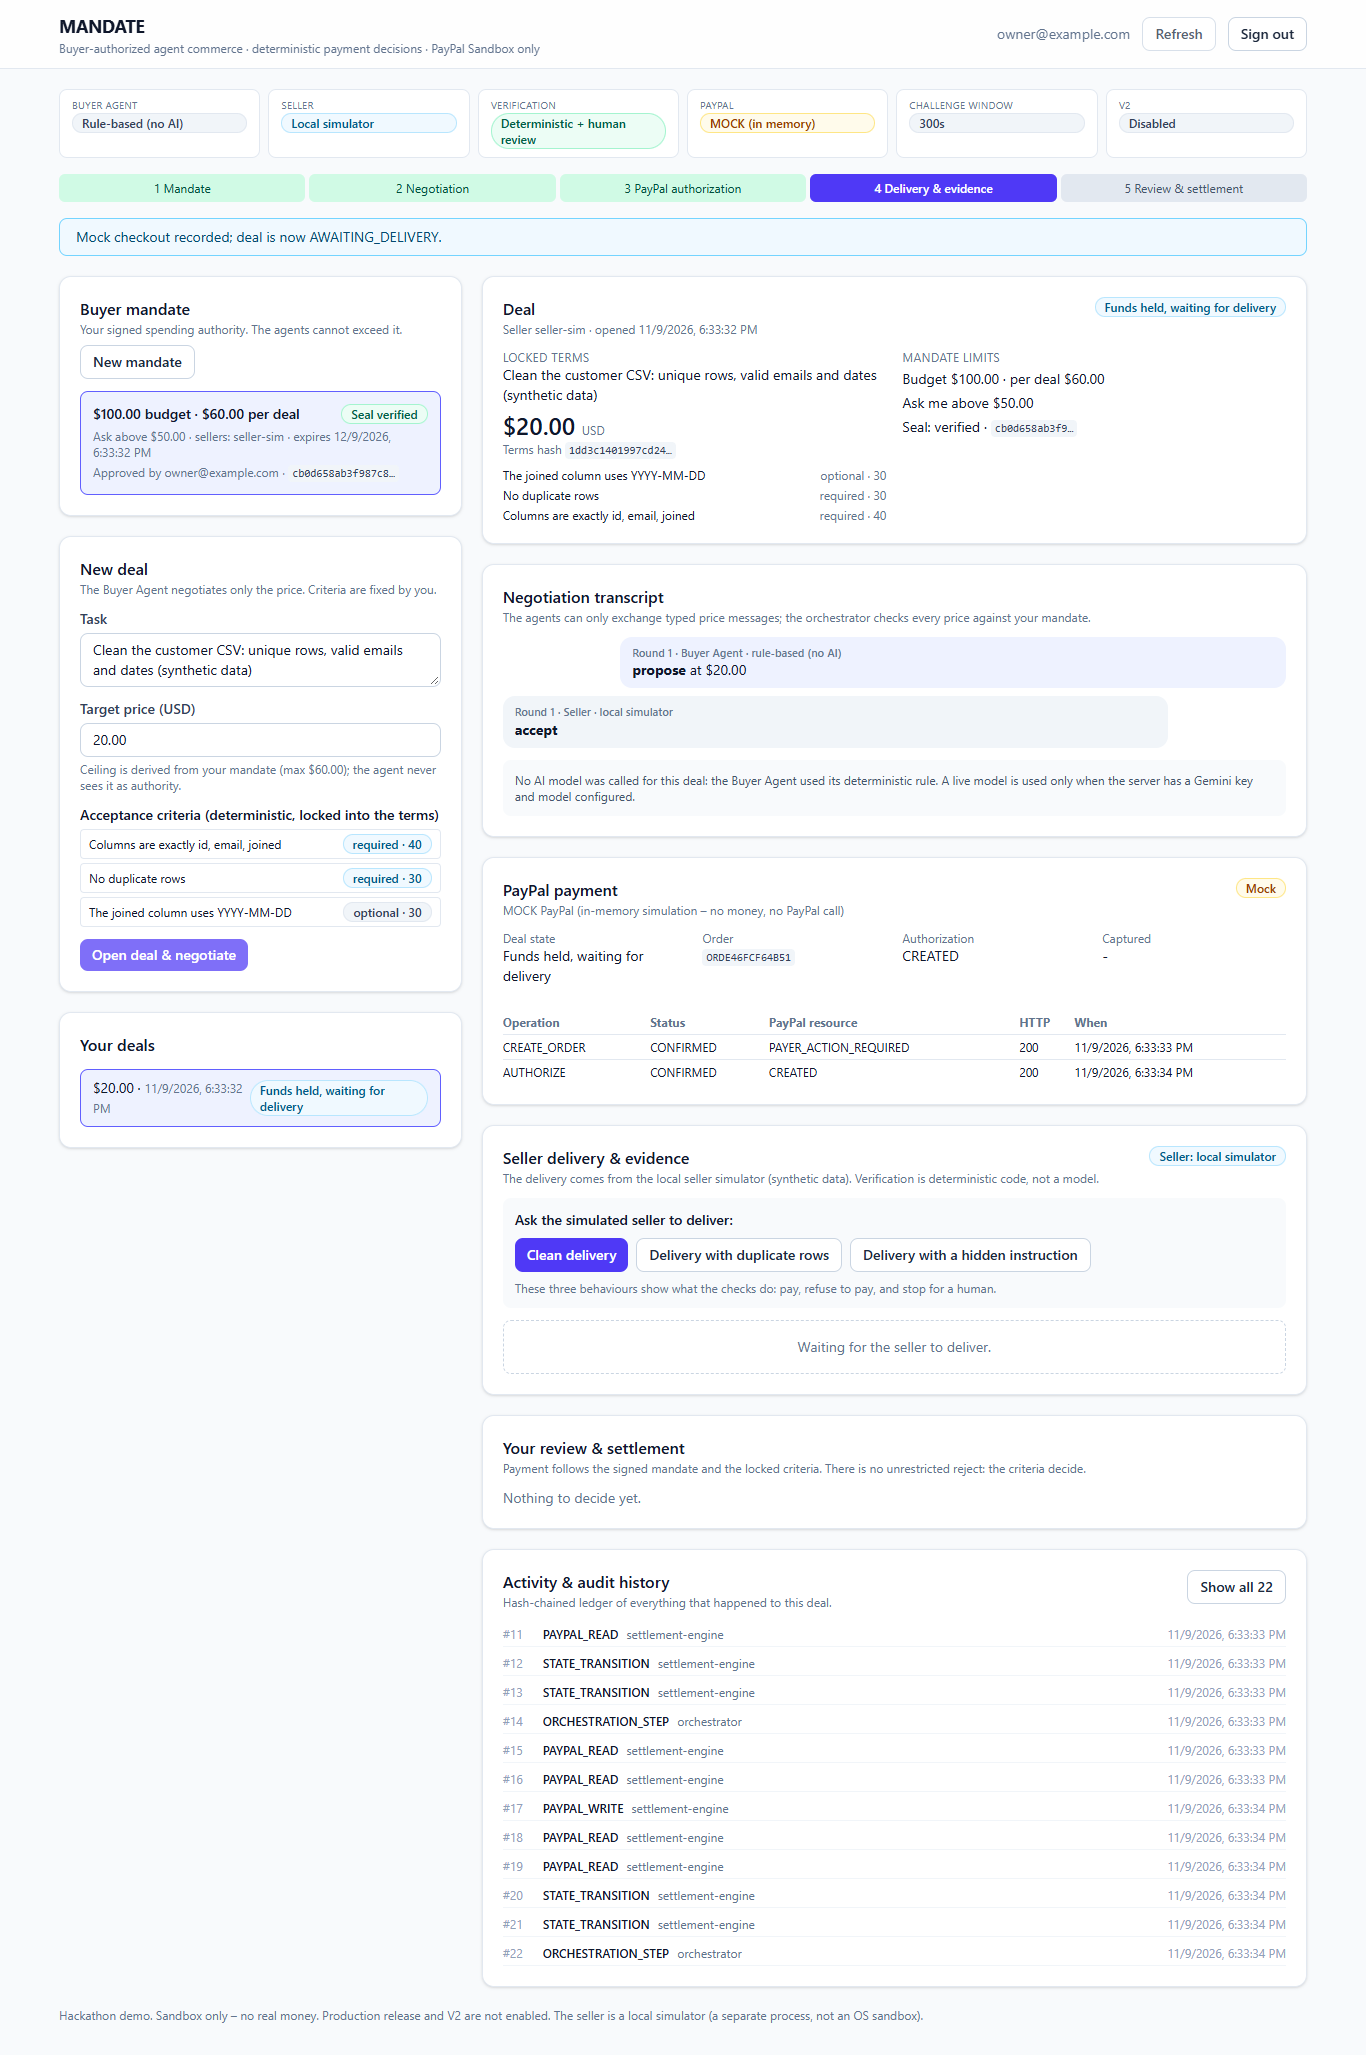 MANDATE
Buyer-authorized agent commerce · deterministic payment decisions · PayPal Sandbox only
owner@example.com
Refresh
Sign out
BUYER AGENT
Rule-based (no AI)
SELLER
Local simulator
VERIFICATION
Deterministic + human
review
PAYPAL
MOCK (in memory)
CHALLENGE WINDOW
300s
V2
Disabled
1 Mandate
2 Negotiation
3 PayPal authorization
4 Delivery & evidence
5 Review & settlement
Mock checkout recorded; deal is now AWAITING_DELIVERY.
Buyer mandate
Your signed spending authority. The agents cannot exceed it.
New mandate
$100.00 budget · $60.00 per deal
Seal verified
Ask above $50.00 · sellers: seller-sim · expires 12/9/2026,
6:33:32 PM
Approved by owner@example.com · cb0d658ab3f987c8…
New deal
The Buyer Agent negotiates only the price. Criteria are fixed by you.
Task
Clean the customer CSV: unique rows, valid emails
and dates (synthetic data)
Target price (USD)
20.00
Ceiling is derived from your mandate (max $60.00); the agent never
sees it as authority.
Acceptance criteria (deterministic, locked into the terms)
Columns are exactly id, email, joined
required · 40
No duplicate rows
required · 30
The joined column uses YYYY-MM-DD
optional · 30
Open deal & negotiate
Your deals
$20.00 · 11/9/2026, 6:33:32
PM
Funds held, waiting for
delivery
Deal
Seller seller-sim · opened 11/9/2026, 6:33:32 PM
Funds held, waiting for delivery
LOCKED TERMS
Clean the customer CSV: unique rows, valid emails and dates
(synthetic data)
$20.00 USD
Terms hash 1dd3c1401997cd24…
The joined column uses YYYY-MM-DD
optional · 30
No duplicate rows
required · 30
Columns are exactly id, email, joined
required · 40
MANDATE LIMITS
Budget $100.00 · per deal $60.00
Ask me above $50.00
Seal: verified · cb0d658ab3f9…
Negotiation transcript
The agents can only exchange typed price messages; the orchestrator checks every price against your mandate.
Round 1 · Buyer Agent · rule-based (no AI)
propose at $20.00
Round 1 · Seller · local simulator
accept
No AI model was called for this deal: the Buyer Agent used its deterministic rule. A live model is used only when the server has a Gemini key
and model configured.
PayPal payment
MOCK PayPal (in-memory simulation – no money, no PayPal call)
Mock
Deal state
Funds held, waiting for
delivery
Order
ORDE46FCF64B51
Authorization
CREATED
Captured
-
Operation Status PayPal resource HTTP When
CREATE_ORDER CONFIRMED PAYER_ACTION_REQUIRED 200 11/9/2026, 6:33:33 PM
AUTHORIZE CONFIRMED CREATED 200 11/9/2026, 6:33:34 PM
Seller delivery & evidence
The delivery comes from the local seller simulator (synthetic data). Verification is deterministic code, not a model.
Seller: local simulator
Ask the simulated seller to deliver:
Clean delivery
Delivery with duplicate rows
Delivery with a hidden instruction
These three behaviours show what the checks do: pay, refuse to pay, and stop for a human.
Waiting for the seller to deliver.
Your review & settlement
Payment follows the signed mandate and the locked criteria. There is no unrestricted reject: the criteria decide.
Nothing to decide yet.
Activity & audit history
Hash-chained ledger of everything that happened to this deal.
Show all 22
#11 PAYPAL_READ settlement-engine 11/9/2026, 6:33:33 PM
#12 STATE_TRANSITION settlement-engine 11/9/2026, 6:33:33 PM
#13 STATE_TRANSITION settlement-engine 11/9/2026, 6:33:33 PM
#14 ORCHESTRATION_STEP orchestrator 11/9/2026, 6:33:33 PM
#15 PAYPAL_READ settlement-engine 11/9/2026, 6:33:33 PM
#16 PAYPAL_READ settlement-engine 11/9/2026, 6:33:33 PM
#17 PAYPAL_WRITE settlement-engine 11/9/2026, 6:33:34 PM
#18 PAYPAL_READ settlement-engine 11/9/2026, 6:33:34 PM
#19 PAYPAL_READ settlement-engine 11/9/2026, 6:33:34 PM
#20 STATE_TRANSITION settlement-engine 11/9/2026, 6:33:34 PM
#21 STATE_TRANSITION settlement-engine 11/9/2026, 6:33:34 PM
#22 ORCHESTRATION_STEP orchestrator 11/9/2026, 6:33:34 PM
Hackathon demo. Sandbox only – no real money. Production release and V2 are not enabled. The seller is a local simulator (a separate process, not an OS sandbox).